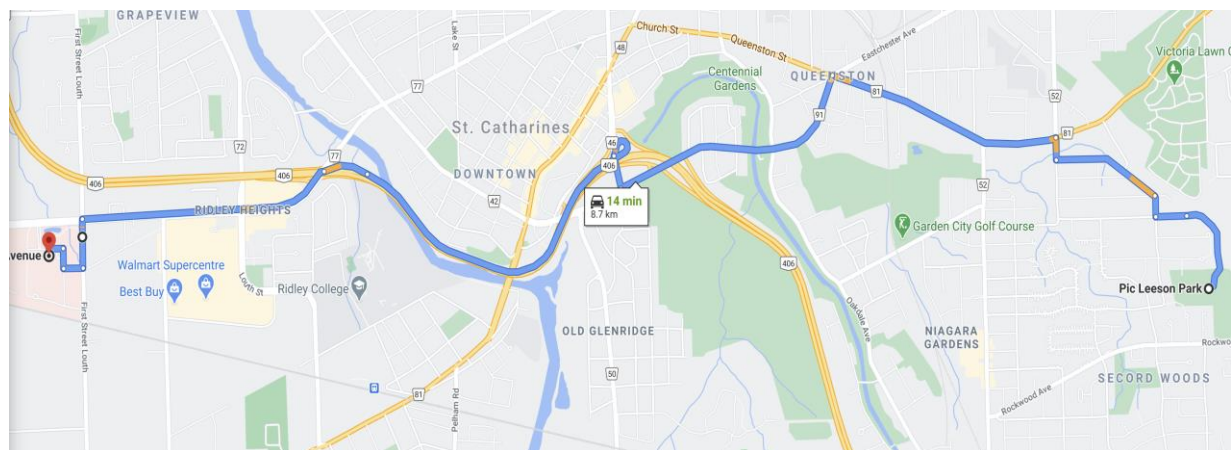 GRAPEVIEW
First Street Louth
Lake St
48
Church St
Queenston St
Eastchester Ave
Victoria Lawn C
77
Centennial
Gardens
QUEENSTON
81
52
St. Catharines
91
81
72
77
46
406
406
406
DOWNTOWN
42
14 min
8.7 km
52
RIDLEY HEIGHTS
Garden City Golf Course
venue
Walmart Supercentre
Best Buy
Louth St
Ridley College
406
Pic Leeson Park
First Street Louth
OLD GLENRIDGE
Oakdale Ave
NIAGARA
GARDENS
Rockwo
50
SECORD WOODS
81
Pelham Rd
Rockwood Ave